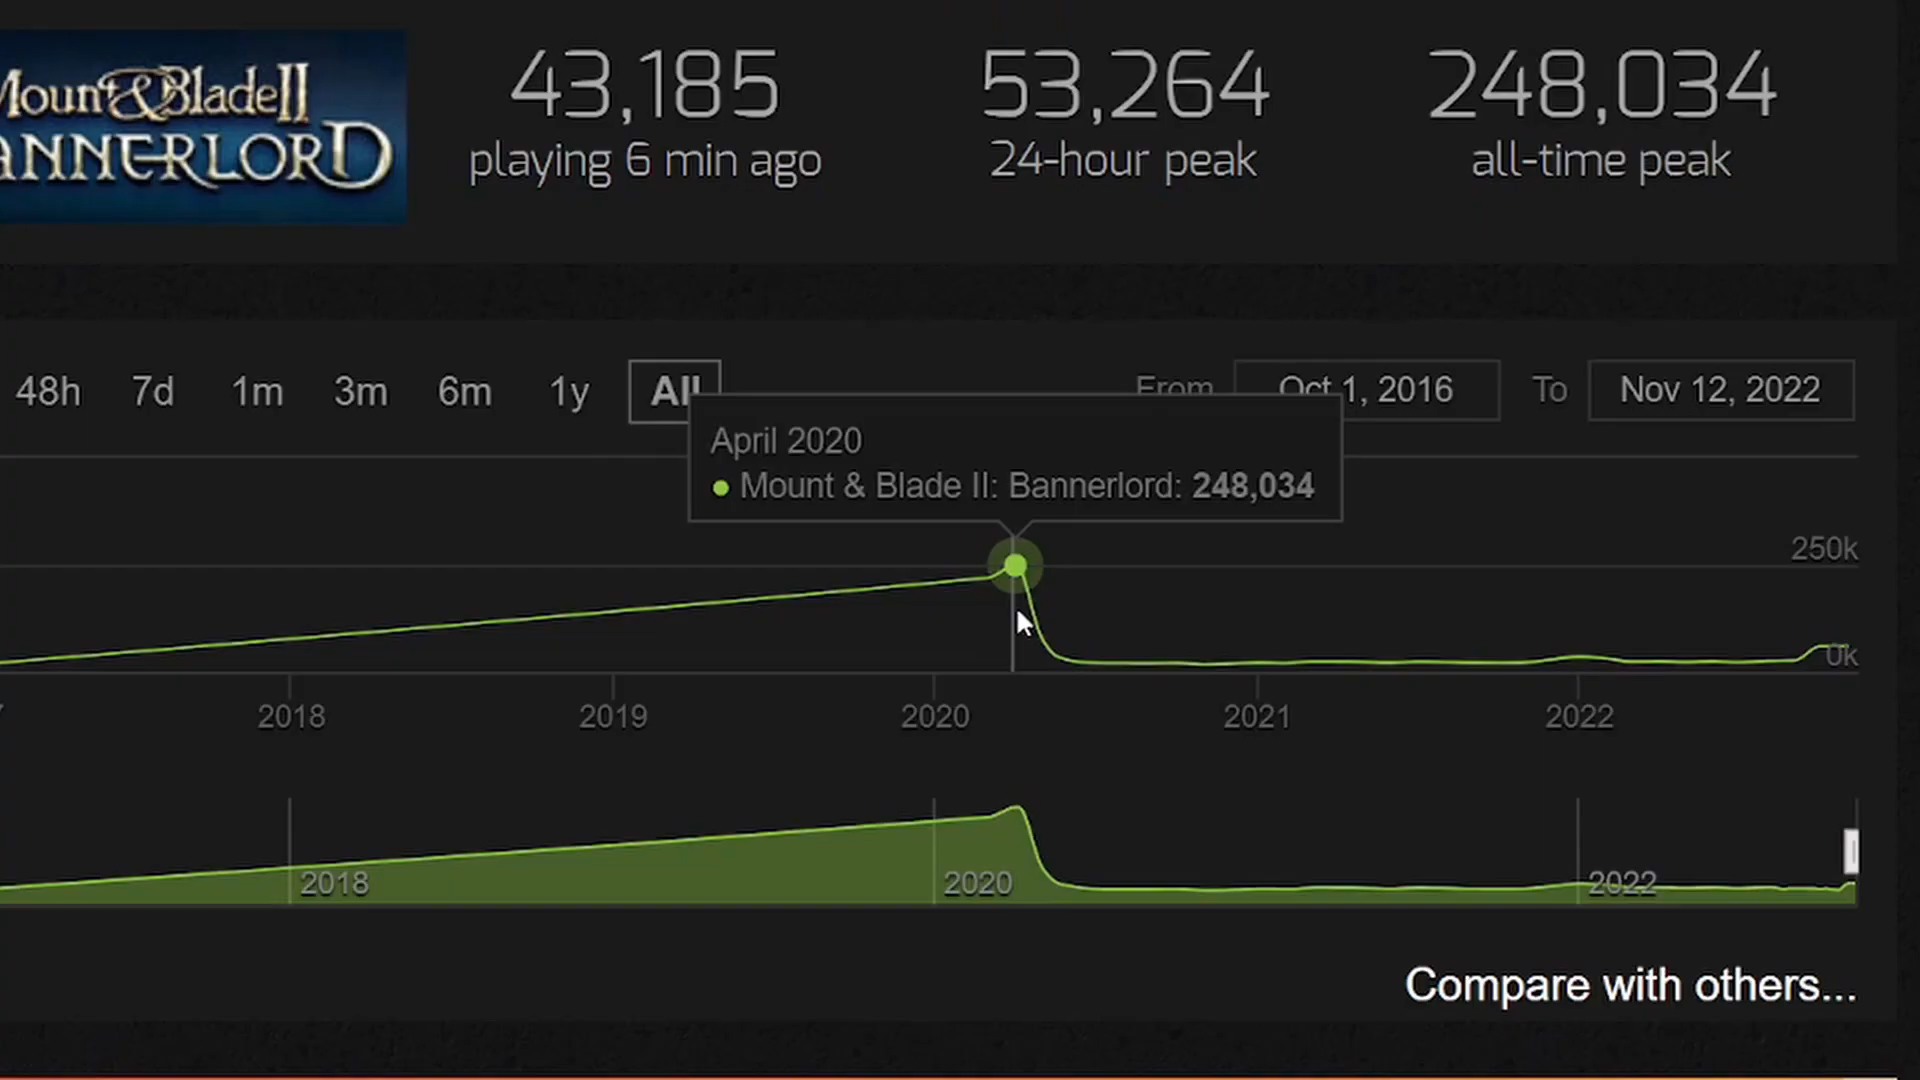 Mount & Blade II
BANNERLORD
43,185
playing 6 min ago
53,264
24-hour peak
248,034
all-time peak
48h 7d 1m 3m 6m 1y All From Oct 1, 2016 To Nov 12, 2022
April 2020
Mount & Blade II: Bannerlord: 248,034
250k
0k
2018 2019 2020 2021 2022
2018 2020 2022
Compare with others...